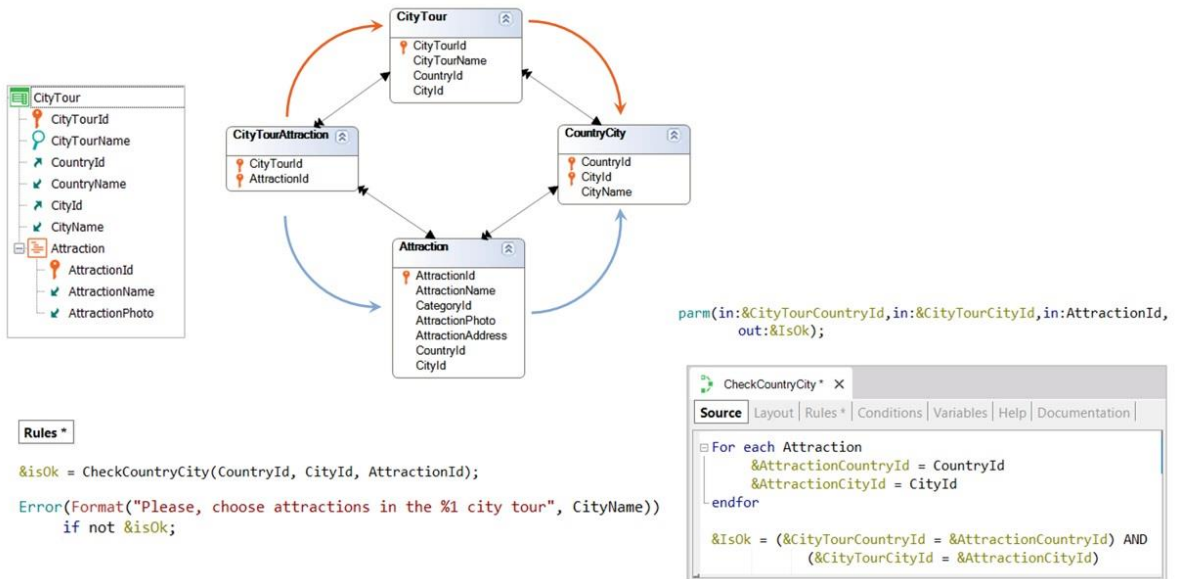 CityTour
CityTourId
CityTourName
CountryId
CountryName
CityId
CityName
Attraction
AttractionId
AttractionName
AttractionPhoto
CityTour
CityTourId
CityTourName
CountryId
CityId
CityTourAttraction
CityTourId
AttractionId
CountryCity
CountryId
CityId
CityName
Attraction
AttractionId
AttractionName
CategoryId
AttractionPhoto
AttractionAddress
CountryId
CityId
parm(in:&CityTourCountryId,in:&CityTourCityId,in:AttractionId,
out:&IsOk);
Rules *
&isOk = CheckCountryCity(CountryId, CityId, AttractionId);
Error(Format("Please, choose attractions in the %1 city tour", CityName))
if not &isOk;
CheckCountryCity * X
Source Layout Rules * Conditions Variables Help Documentation
For each Attraction
&AttractionCountryId = CountryId
&AttractionCityId = CityId
endfor
&IsOk = (&CityTourCountryId = &AttractionCountryId) AND
(&CityTourCityId = &AttractionCityId)